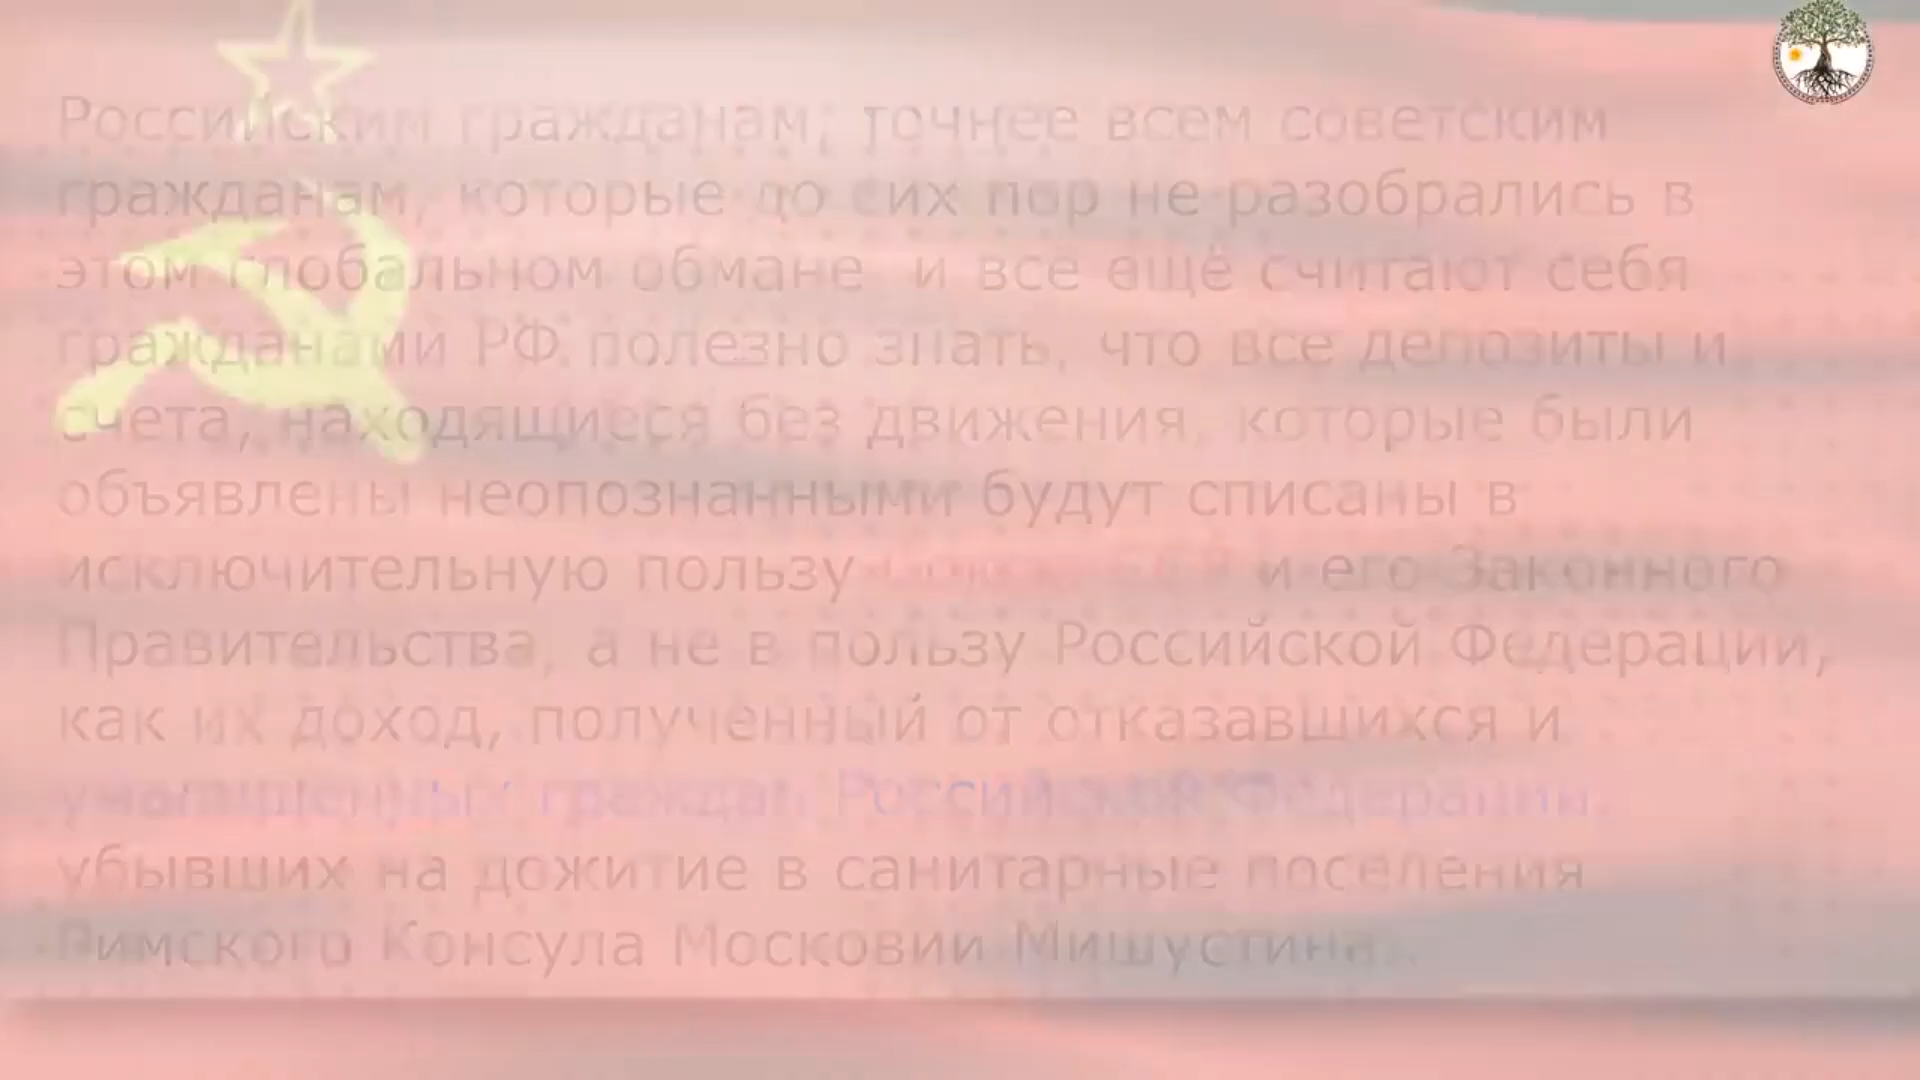 Российским гражданам, точнее всем советским
гражданам, которые до сих пор не разобрались в
этом глобальном обмане и всё ещё считают себя
гражданами РФ полезно знать, что все депозиты и
счета, находящиеся без движения, которые были
объявлены неопознанными будут списаны в
исключительную пользу Союза ССР и его Законного
Правительства, а не в пользу Российской Федерации,
как их доход, полученный от отказавшихся и
умалишенных граждан Российской Федерации,
убывших на дожитие в санитарные поселения
Римского Консула Московии Мишустина.